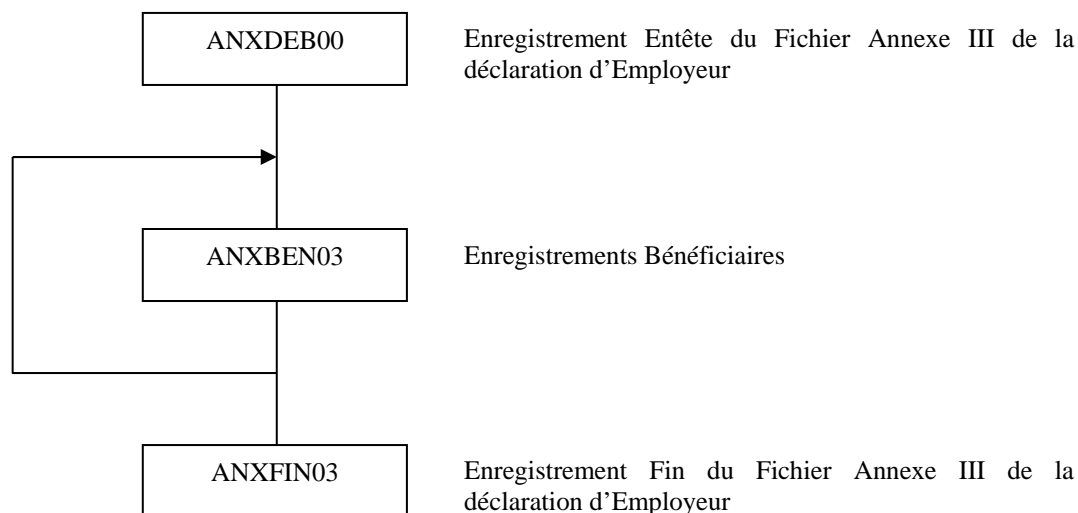 ANXDEB00
Enregistrement Entête du Fichier Annexe III de la
déclaration d’Employeur
ANXBEN03
Enregistrements Bénéficiaires
ANXFIN03
Enregistrement Fin du Fichier Annexe III de la
déclaration d’Employeur